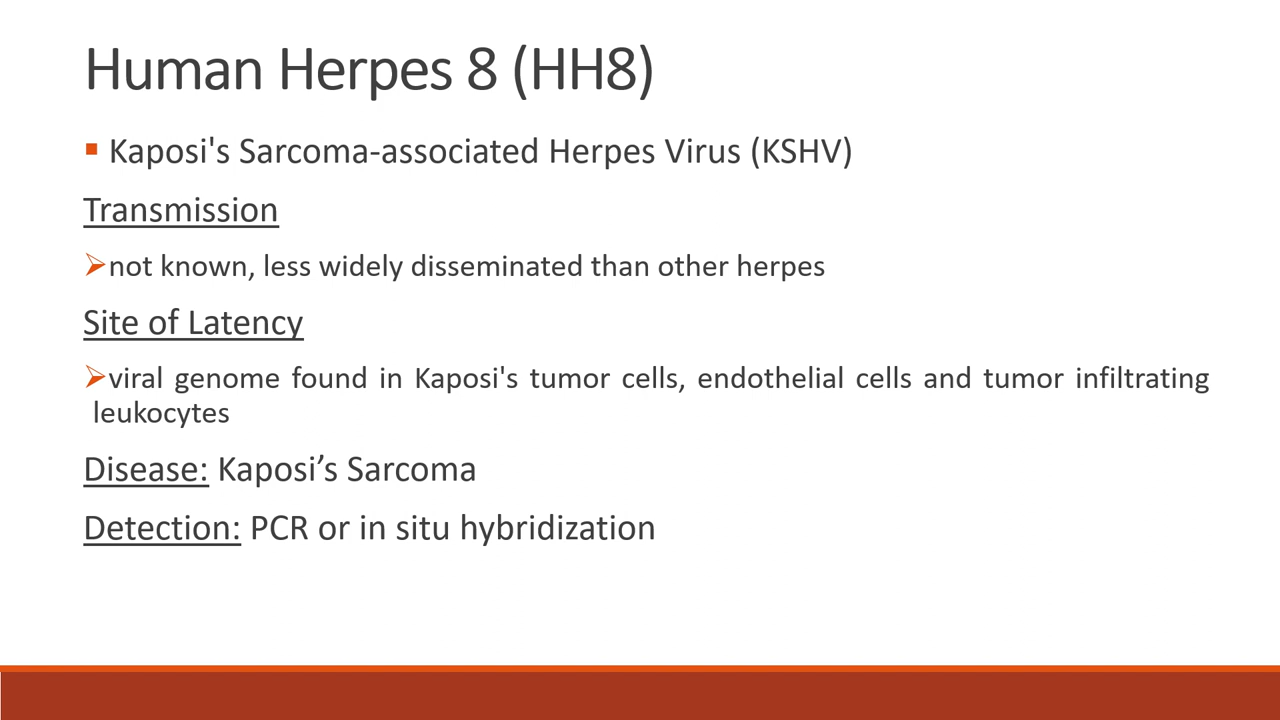 Human Herpes 8 (HH8)
▪ Kaposi's Sarcoma-associated Herpes Virus (KSHV)
Transmission
➢not known, less widely disseminated than other herpes
Site of Latency
➢viral genome found in Kaposi's tumor cells, endothelial cells and tumor infiltrating
leukocytes
Disease: Kaposi’s Sarcoma
Detection: PCR or in situ hybridization